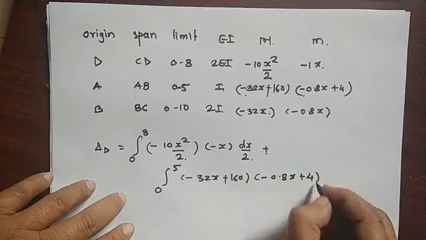 origin span limit EI M. m.
D CD 0-8 2EI -10x²/2 -1x.
A AB 0-5 I (-32x+160) (-0.8x+4)
B BC 0-10 2I (-32x) (-0.8x)
Δ_D = ∫₀⁸ (-10x²/2.) (-x) dx/2. +
∫₀⁵ (-32x+160) (-0.8x+4)